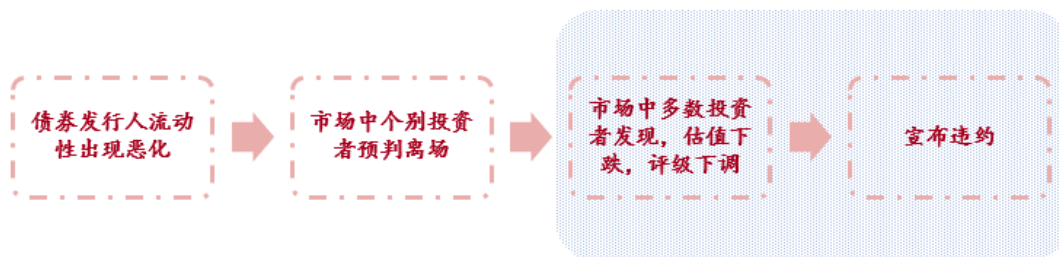 债券发行人流动
性出现恶化
市场中个别投资
者预判离场
市场中多数投资
者发现，估值下
跌，评级下调
宣布违约